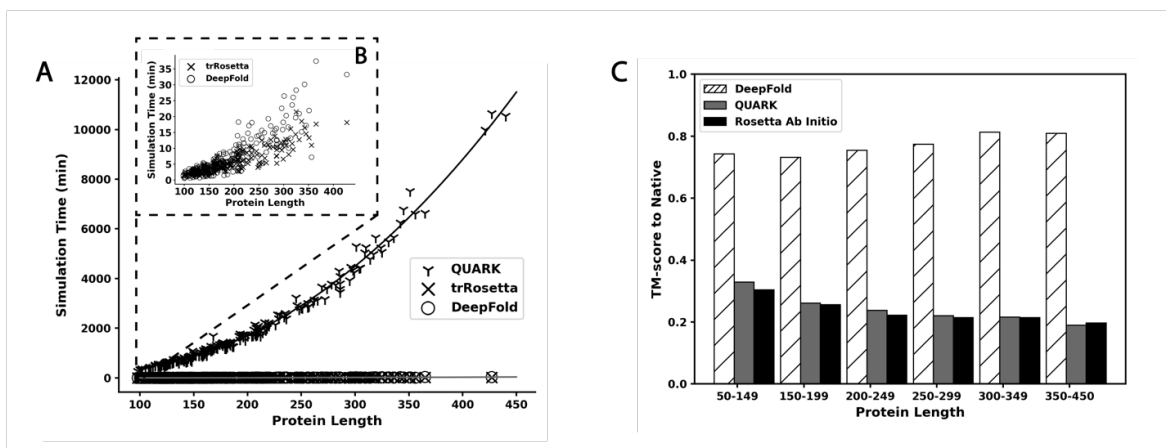 A
Simulation Time (min)
12000
10000
8000
6000
4000
2000
0
100
150
200
250
300
350
400
450
Protein Length
QUARK
trRosetta
DeepFold
B
Simulation Time (min)
35
30
25
20
15
10
5
0
100
150
200
250
300
350
400
Protein Length
trRosetta
DeepFold
C
TM-score to Native
1.0
0.8
0.6
0.4
0.2
0.0
DeepFold
QUARK
Rosetta Ab Initio
50-149
150-199
200-249
250-299
300-349
350-450
Protein Length